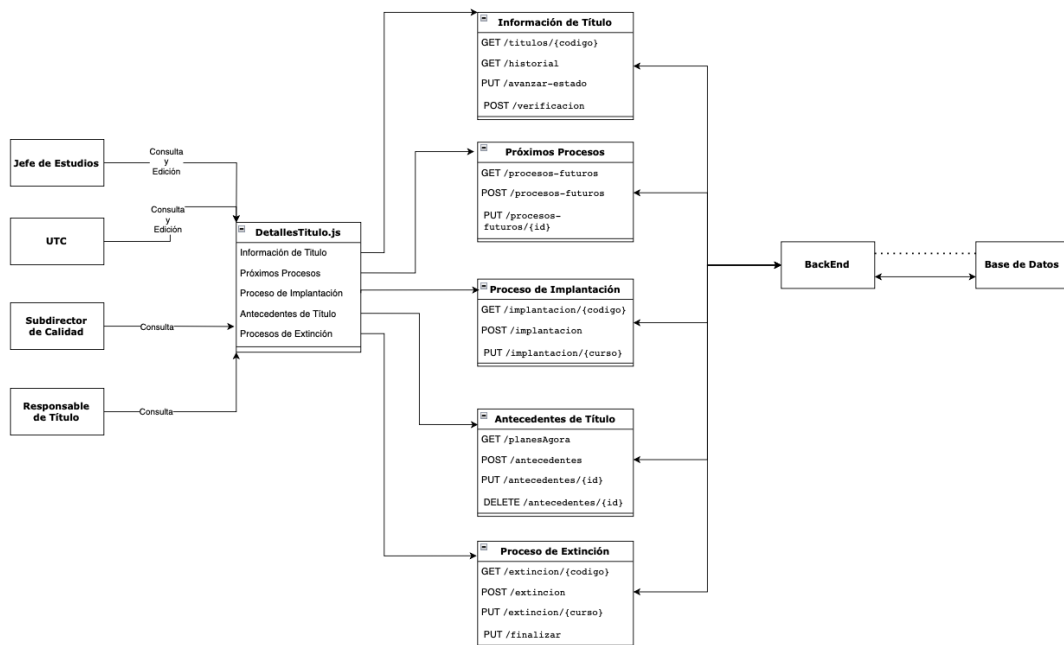 Información de Título
GET /titulos/{codigo}
GET /historial
PUT /avanzar-estado
POST /verificacion
Próximos Procesos
GET /procesos-futuros
POST /procesos-futuros
PUT /procesos-
futuros/{id}
Jefe de Estudios
Consulta
y
Edición
UTC
Consulta
y
Edición
Subdirector
de Calidad
Consulta
Responsable
de Título
Consulta
DetallesTitulo.js
Información de Titulo
Próximos Procesos
Proceso de Implantación
Antecedentes de Título
Procesos de Extinción
Proceso de Implantación
GET /implantacion/{codigo}
POST /implantacion
PUT /implantacion/{curso}
Antecedentes de Título
GET /planesAgora
POST /antecedentes
PUT /antecedentes/{id}
DELETE /antecedentes/{id}
Proceso de Extinción
GET /extincion/{codigo}
POST /extincion
PUT /extincion/{curso}
PUT /finalizar
BackEnd
Base de Datos